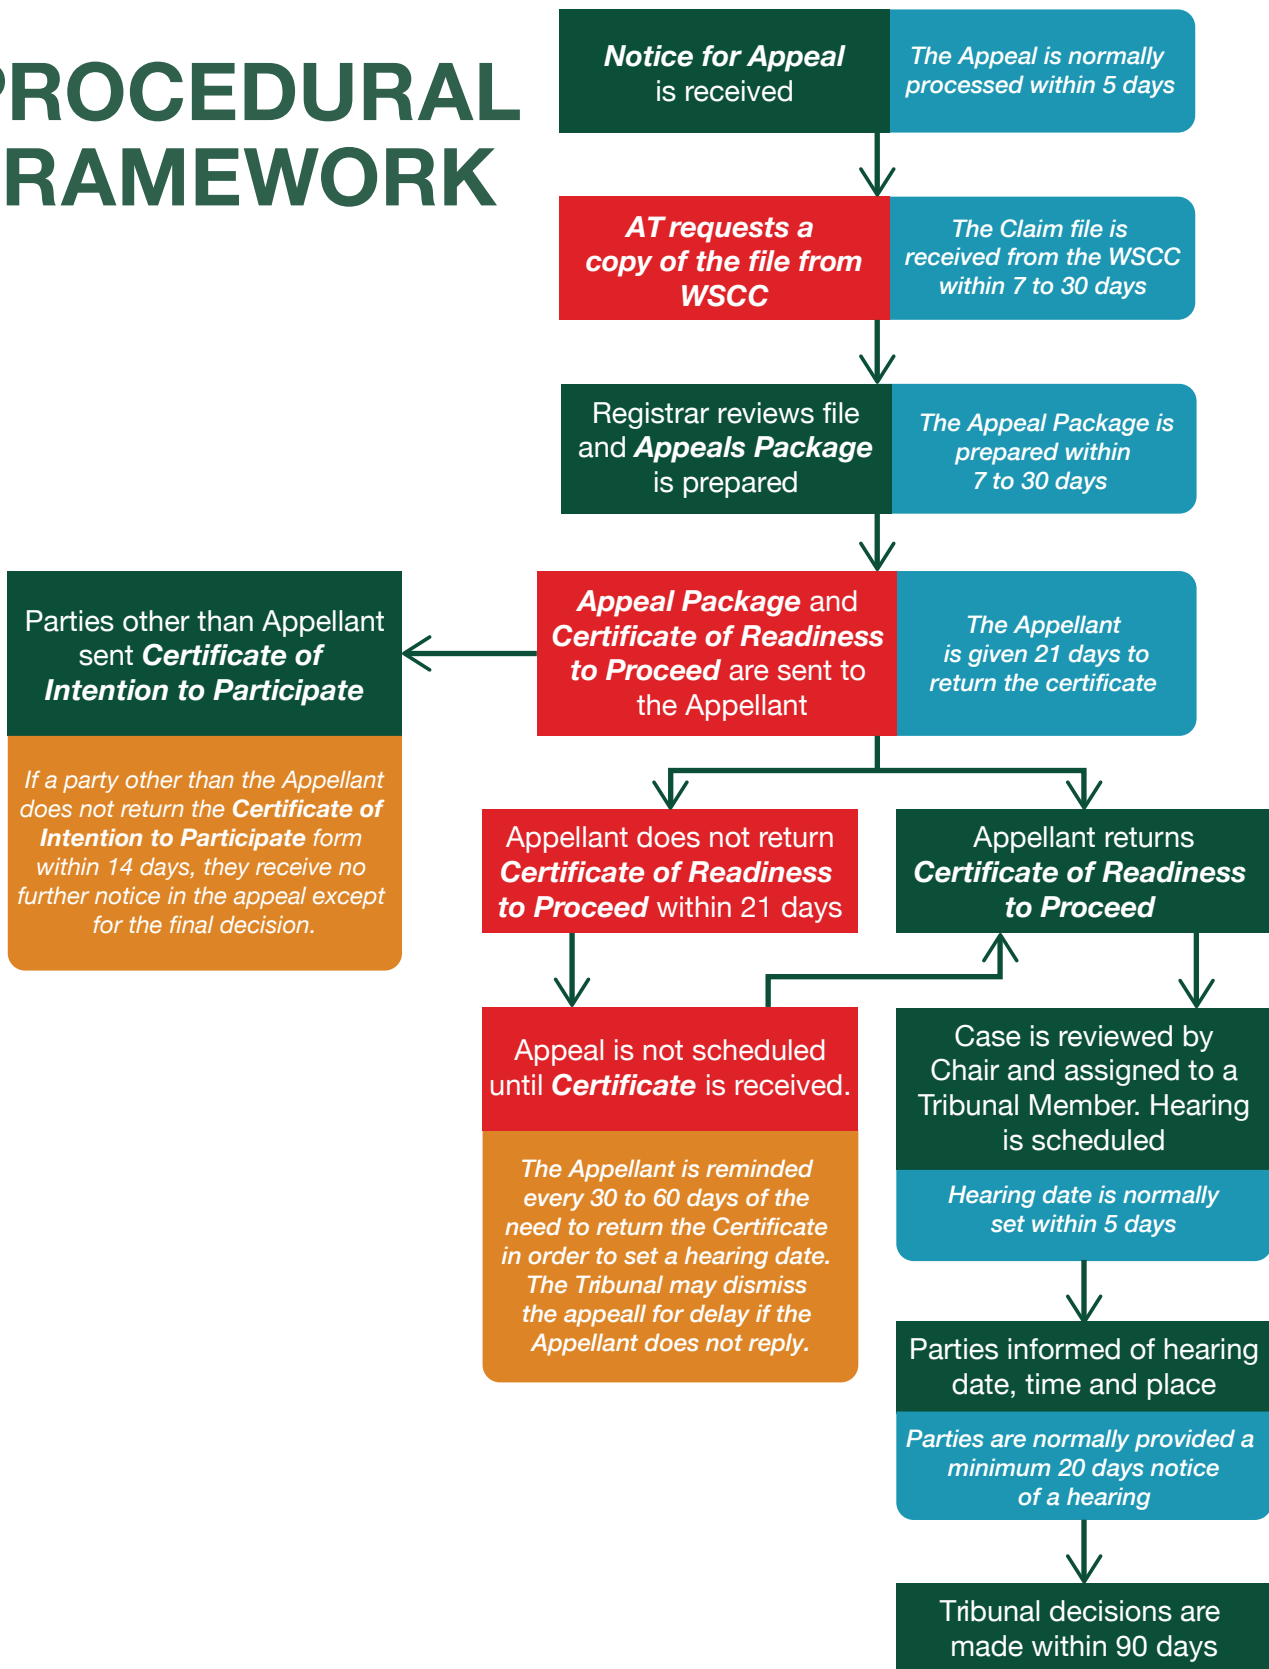 PROCEDURAL
FRAMEWORK
Notice for Appeal
is received
The Appeal is normally
processed within 5 days
AT requests a
copy of the file from
WSCC
The Claim file is
received from the WSCC
within 7 to 30 days
Registrar reviews file
and Appeals Package
is prepared
The Appeal Package is
prepared within
7 to 30 days
Parties other than Appellant
sent Certificate of
Intention to Participate
If a party other than the Appellant
does not return the Certificate of
Intention to Participate form
within 14 days, they receive no
further notice in the appeal except
for the final decision.
Appeal Package and
Certificate of Readiness
to Proceed are sent to
the Appellant
The Appellant
is given 21 days to
return the certificate
Appellant does not return
Certificate of Readiness
to Proceed within 21 days
Appellant returns
Certificate of Readiness
to Proceed
Appeal is not scheduled
until Certificate is received.
The Appellant is reminded
every 30 to 60 days of the
need to return the Certificate
in order to set a hearing date.
The Tribunal may dismiss
the appeall for delay if the
Appellant does not reply.
Case is reviewed by
Chair and assigned to a
Tribunal Member. Hearing
is scheduled
Hearing date is normally
set within 5 days
Parties informed of hearing
date, time and place
Parties are normally provided a
minimum 20 days notice
of a hearing
Tribunal decisions are
made within 90 days